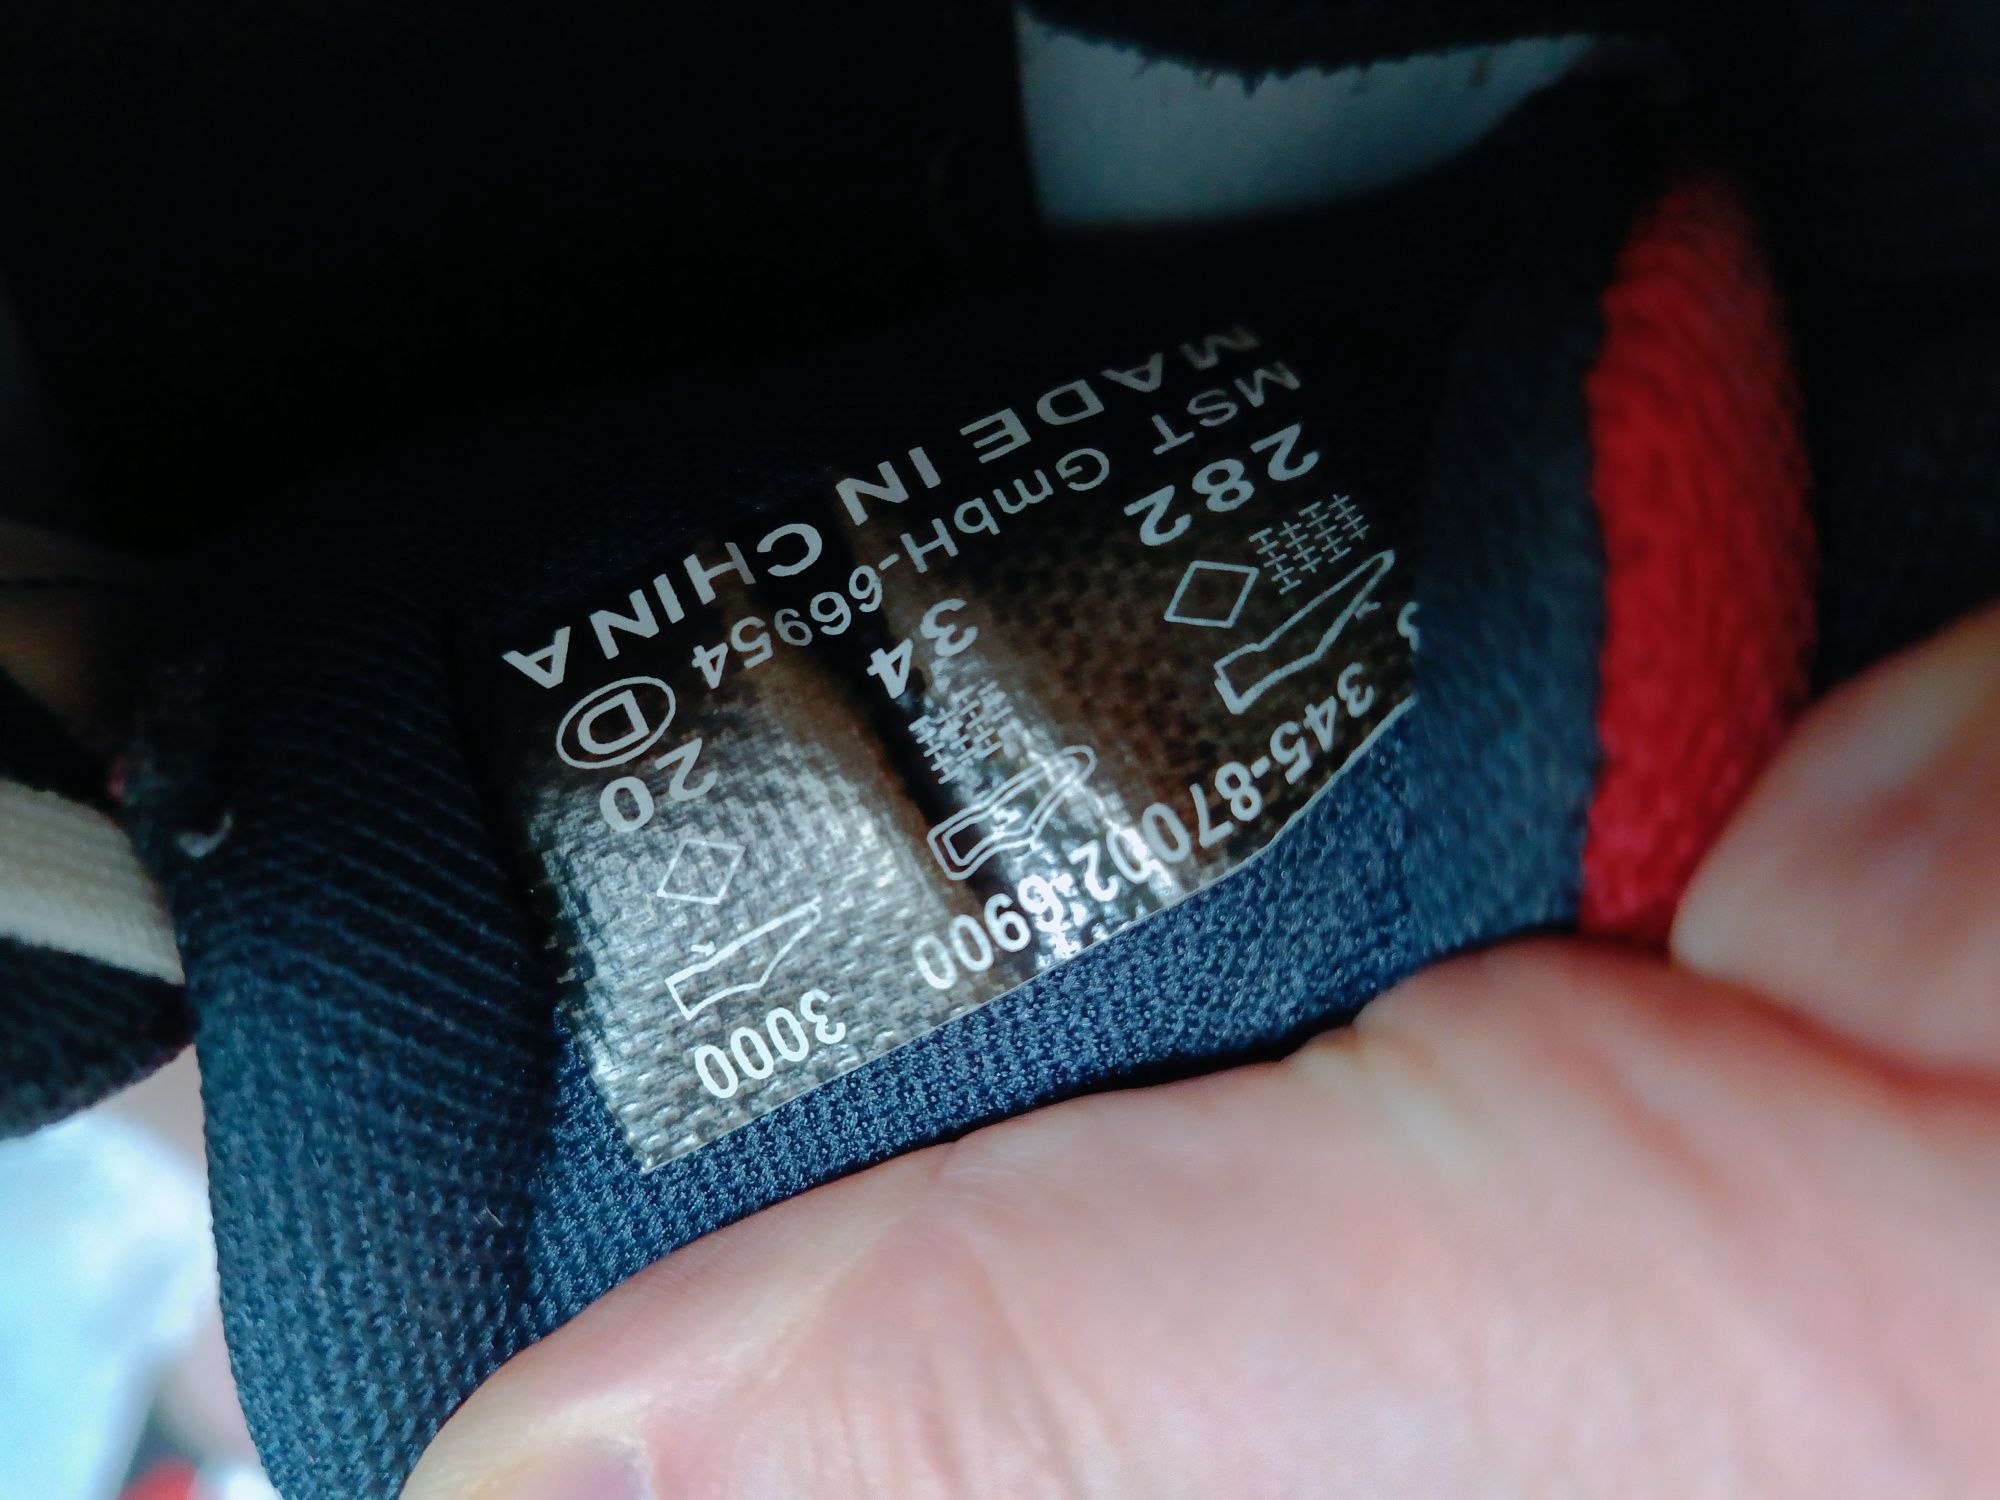 345-87002-6900 3000
282 34 20
MST GmbH-66954 D
MADE IN CHINA